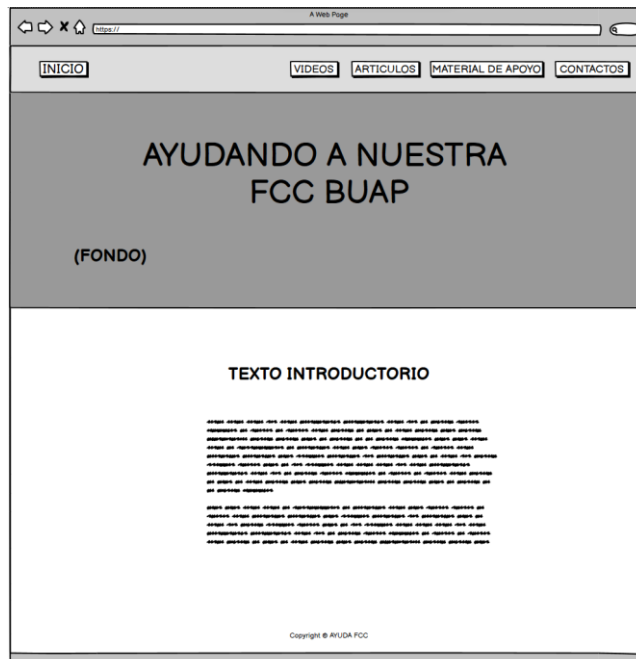 A Web Page
https://
INICIO
VIDEOS ARTICULOS MATERIAL DE APOYO CONTACTOS
AYUDANDO A NUESTRA
FCC BUAP
(FONDO)
TEXTO INTRODUCTORIO
Copyright © AYUDA FCC